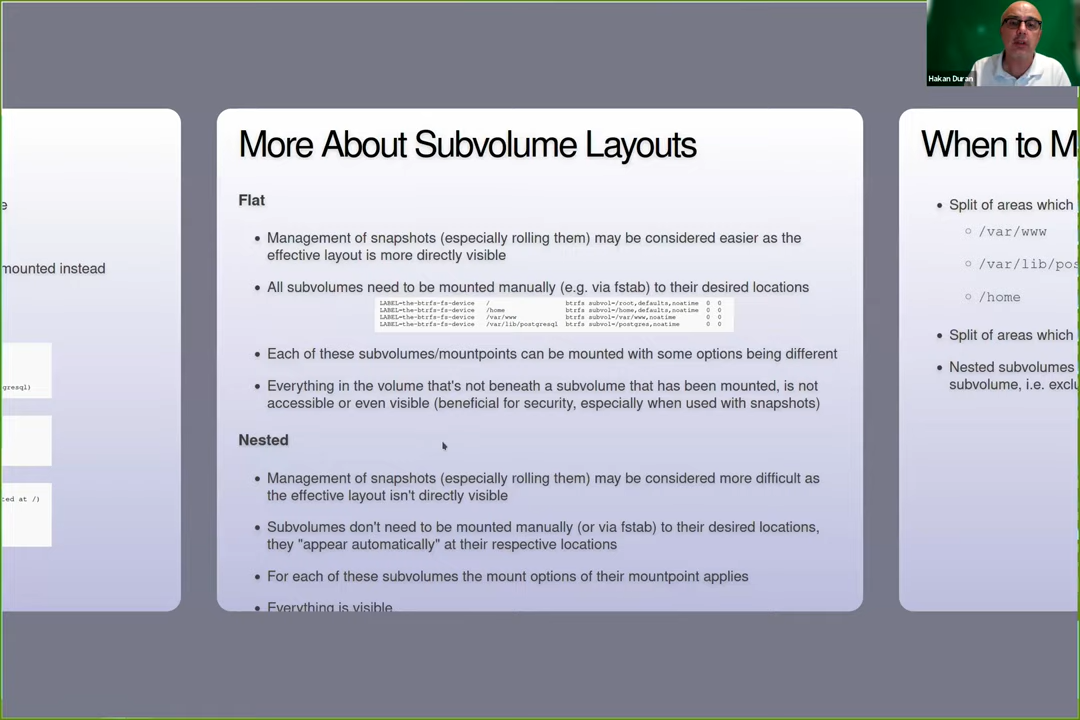 Hakan Duran
e
mounted instead
gresql)
ted at /)
More About Subvolume Layouts
Flat
• Management of snapshots (especially rolling them) may be considered easier as the
effective layout is more directly visible
• All subvolumes need to be mounted manually (e.g. via fstab) to their desired locations
LABEL=the-btrfs-fs-device / btrfs subvol=/root,defaults,noatime 0 0
LABEL=the-btrfs-fs-device /home btrfs subvol=/home,defaults,noatime 0 0
LABEL=the-btrfs-fs-device /var/www btrfs subvol=/var/www,noatime 0 0
LABEL=the-btrfs-fs-device /var/lib/postgresql btrfs subvol=/postgres,noatime 0 0
• Each of these subvolumes/mountpoints can be mounted with some options being different
• Everything in the volume that's not beneath a subvolume that has been mounted, is not
accessible or even visible (beneficial for security, especially when used with snapshots)
Nested
• Management of snapshots (especially rolling them) may be considered more difficult as
the effective layout isn't directly visible
• Subvolumes don't need to be mounted manually (or via fstab) to their desired locations,
they "appear automatically" at their respective locations
• For each of these subvolumes the mount options of their mountpoint applies
• Everything is visible
When to M
• Split of areas which
○ /var/www
○ /var/lib/pos
○ /home
• Split of areas which
• Nested subvolumes
subvolume, i.e. exclu